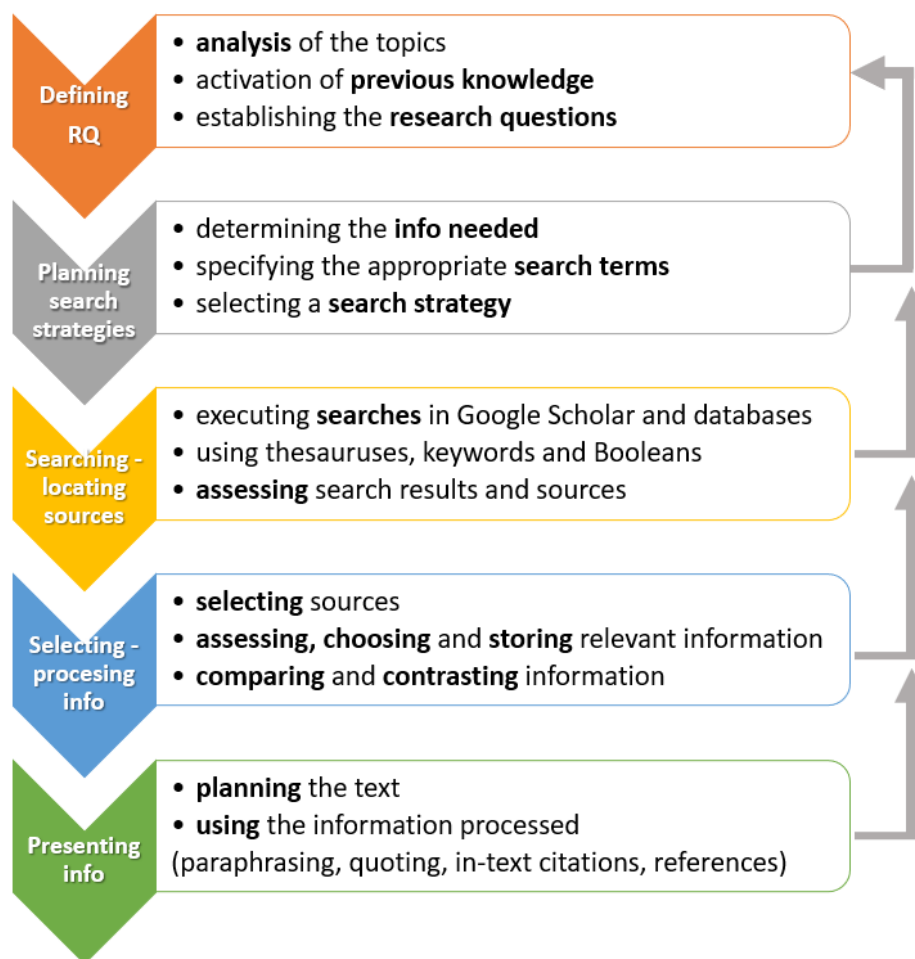 Defining
RQ
• analysis of the topics
• activation of previous knowledge
• establishing the research questions
Planning
search
strategies
• determining the info needed
• specifying the appropriate search terms
• selecting a search strategy
Searching -
locating
sources
• executing searches in Google Scholar and databases
• using thesauruses, keywords and Booleans
• assessing search results and sources
Selecting -
procesing
info
• selecting sources
• assessing, choosing and storing relevant information
• comparing and contrasting information
Presenting
info
• planning the text
• using the information processed
(paraphrasing, quoting, in-text citations, references)